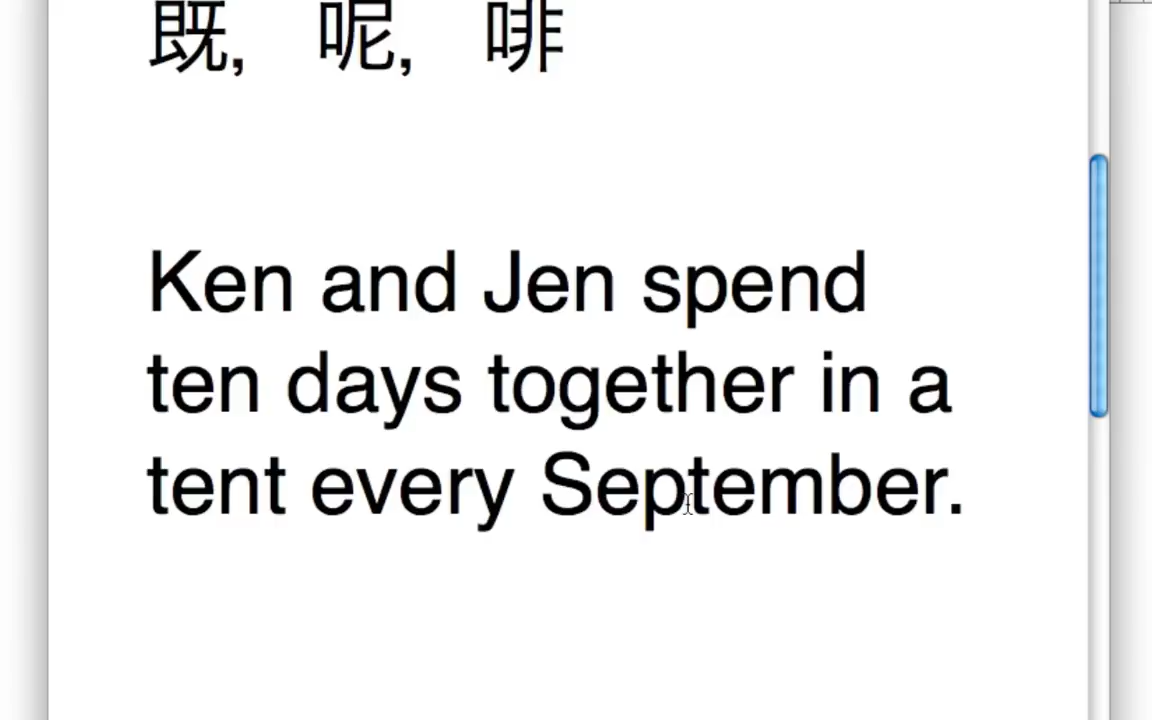 既, 呢, 啡
Ken and Jen spend
ten days together in a
tent every September.